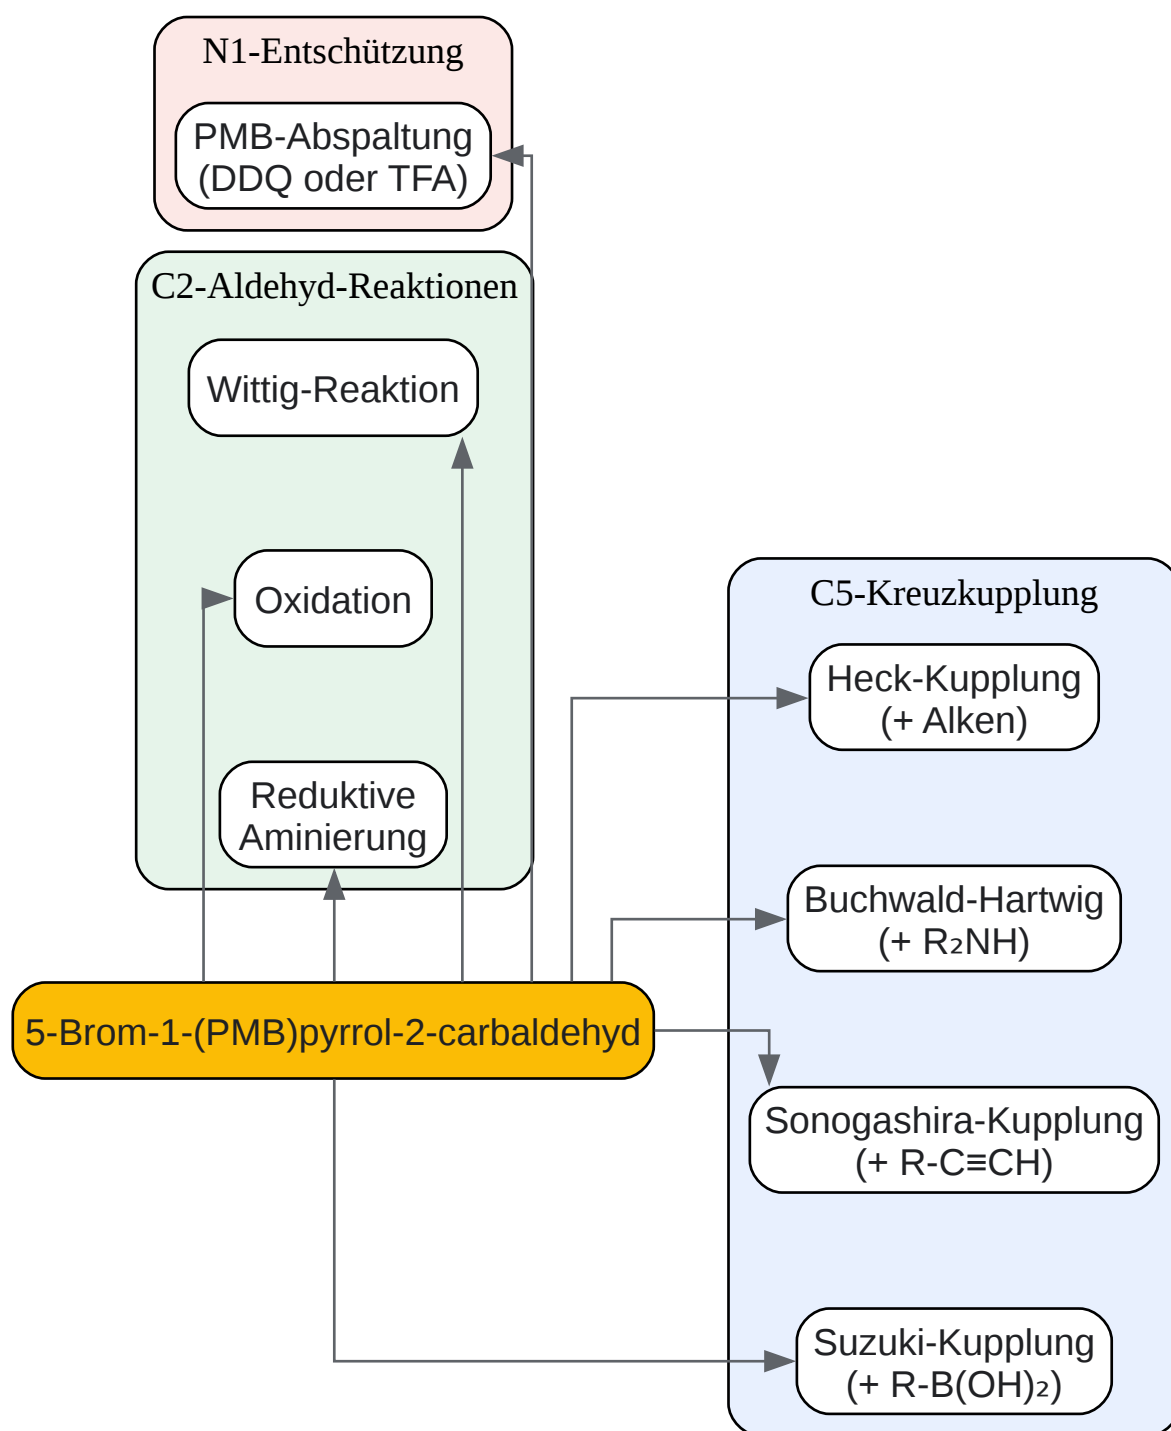 N1-Entschützung
PMB-Abspaltung
(DDQ oder TFA)
C2-Aldehyd-Reaktionen
Wittig-Reaktion
Oxidation
Reduktive
Aminierung
5-Brom-1-(PMB)pyrrol-2-carbaldehyd
C5-Kreuzkupplung
Heck-Kupplung
(+ Alken)
Buchwald-Hartwig
(+ R₂NH)
Sonogashira-Kupplung
(+ R-C≡CH)
Suzuki-Kupplung
(+ R-B(OH)₂)